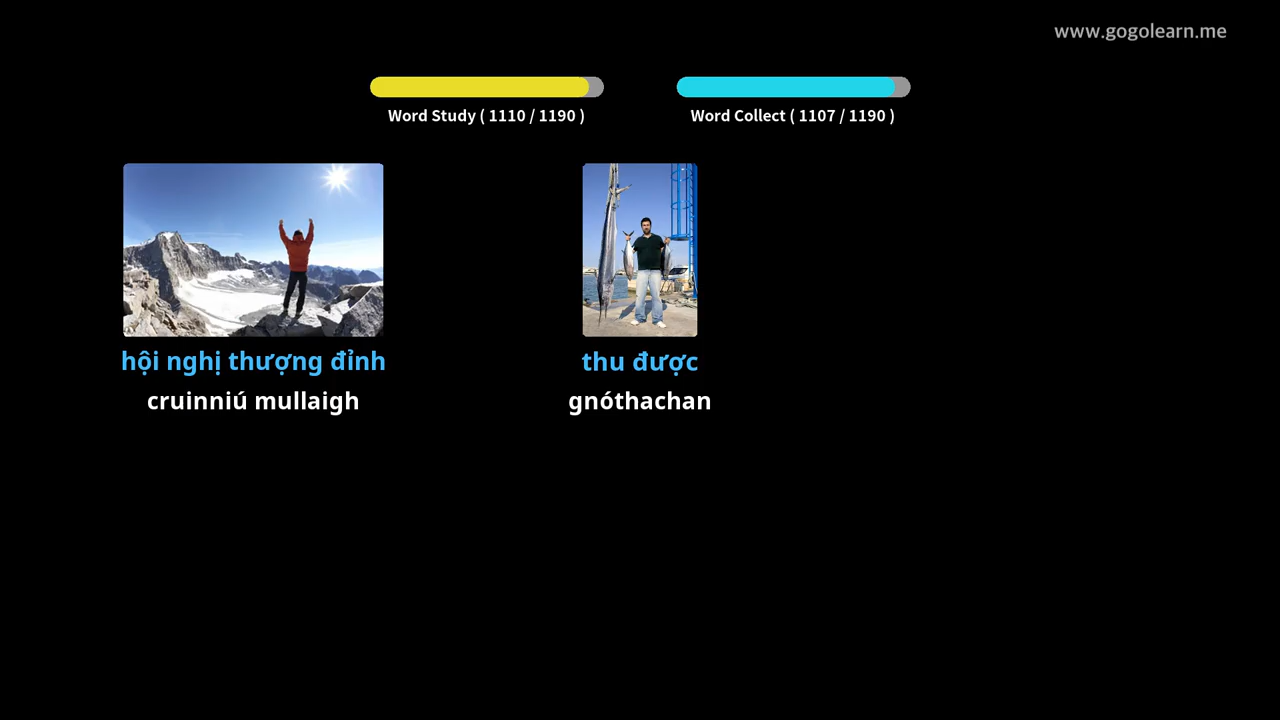 www.gogolearn.me
Word Study ( 1110 / 1190 )
Word Collect ( 1107 / 1190 )
hội nghị thượng đỉnh
thu được
cruinniú mullaigh
gnóthachan